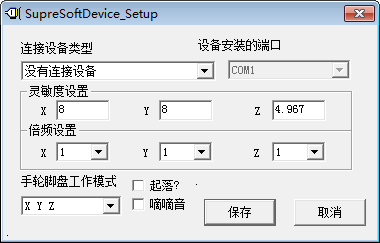 SupreSoftDevice_Setup
连接设备类型 设备安装的端口
没有连接设备 COM1
灵敏度设置
X 8 Y 8 Z 4.967
倍频设置
X 1 Y 1 Z 1
手轮脚盘工作模式 起落?
X Y Z 嘀嘀音 保存 取消